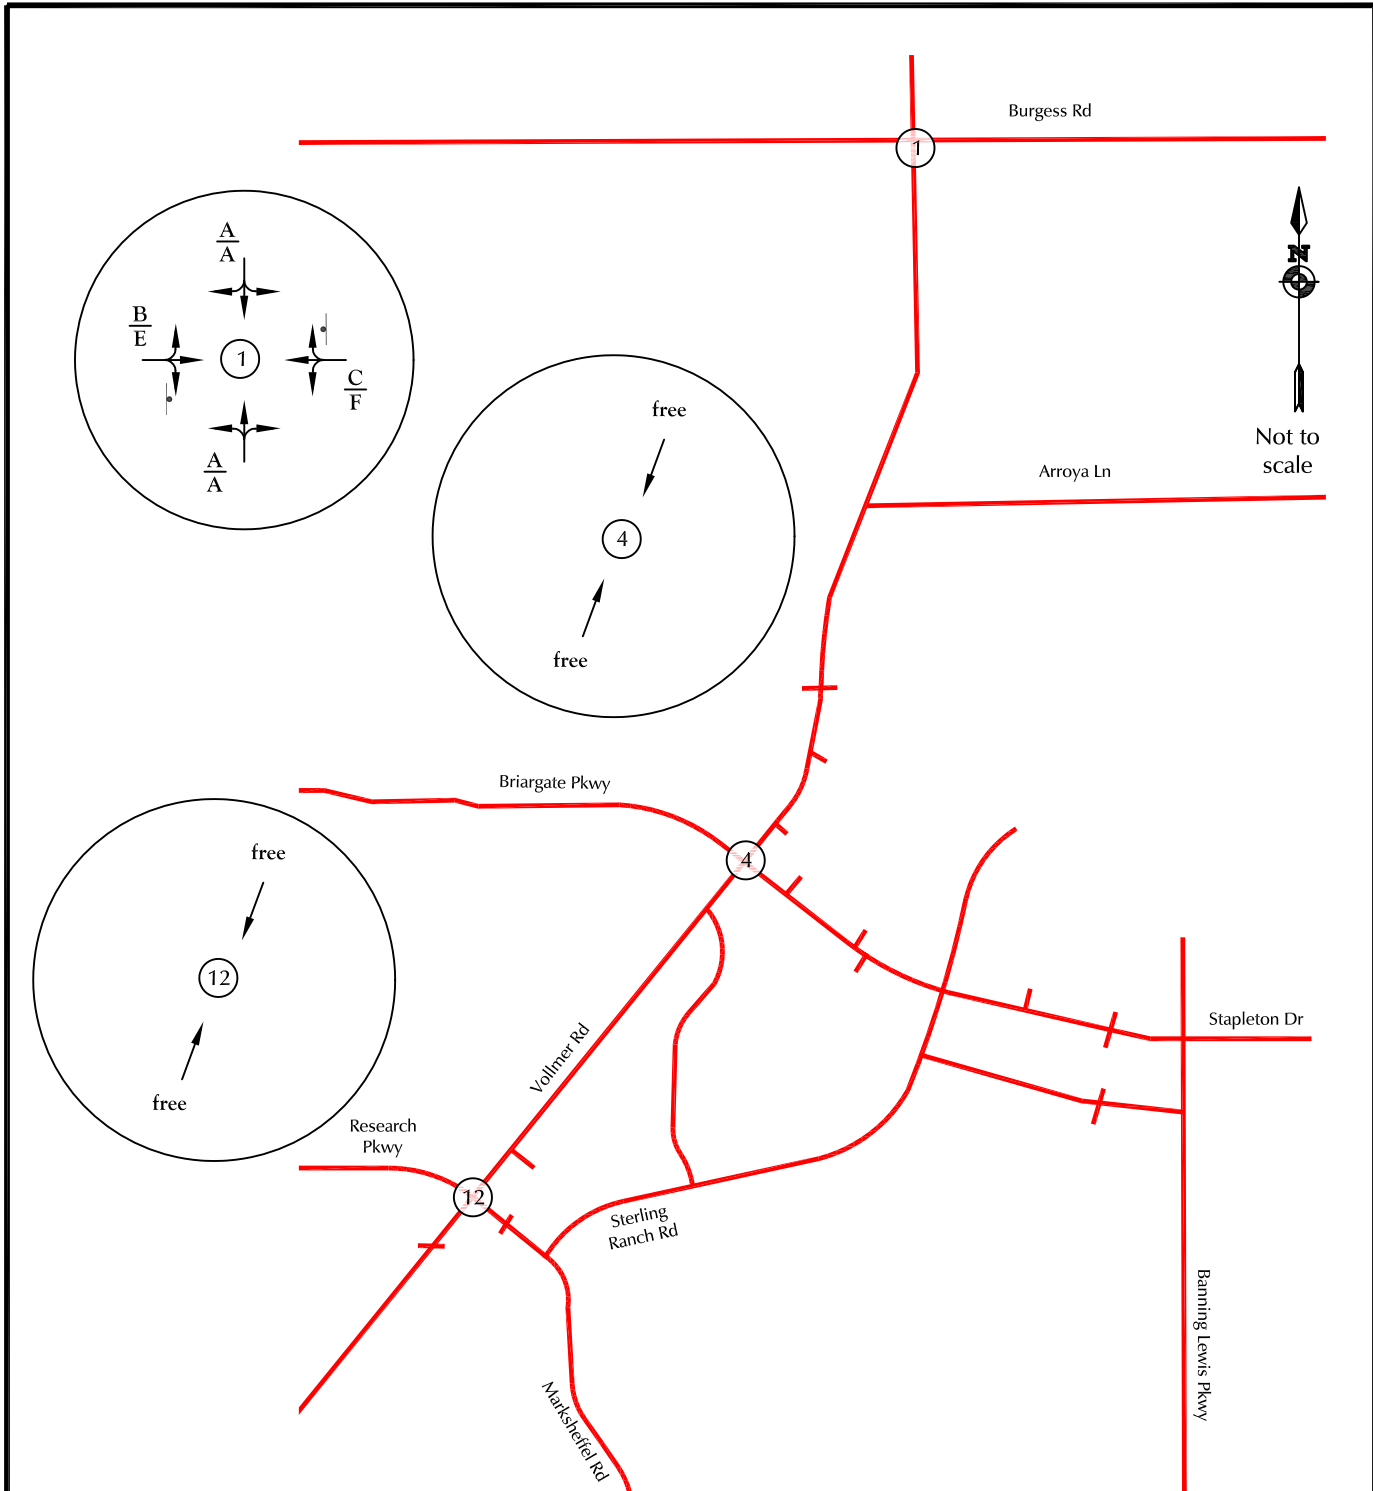 Burgess Rd
1
A
A
B
E
1
C
F
A
A
N
Not to
scale
free
4
free
Arroya Ln
Briargate Pkwy
4
free
12
free
Stapleton Dr
Vollmer Rd
Research
Pkwy
12
Sterling
Ranch Rd
Banning Lewis Pkwy
Marksheffel Rd